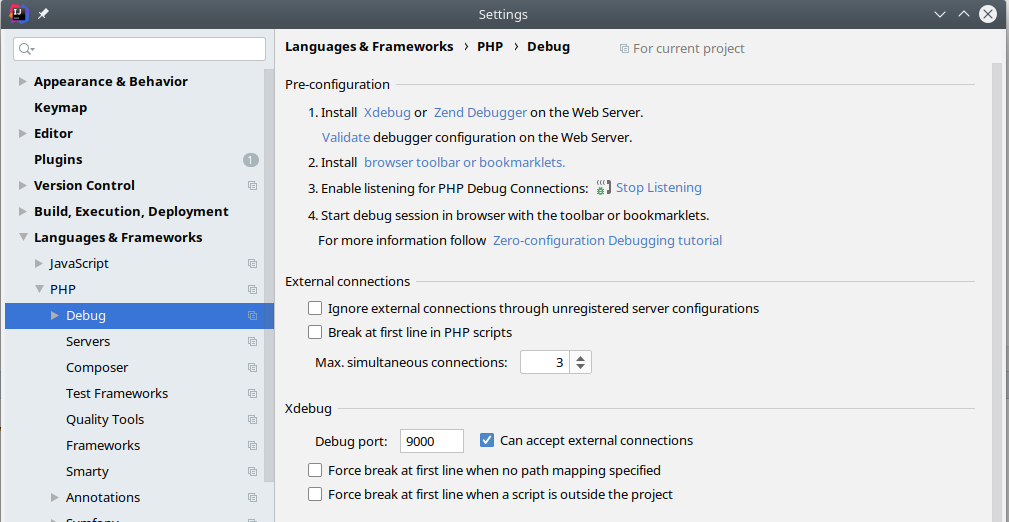 Settings
Languages & Frameworks › PHP › Debug For current project
Appearance & Behavior
Keymap
Editor
Plugins 1
Version Control
Build, Execution, Deployment
Languages & Frameworks
JavaScript
PHP
Debug
Servers
Composer
Test Frameworks
Quality Tools
Frameworks
Smarty
Annotations
Symfony
Pre-configuration
1. Install Xdebug or Zend Debugger on the Web Server.
Validate debugger configuration on the Web Server.
2. Install browser toolbar or bookmarklets.
3. Enable listening for PHP Debug Connections: Stop Listening
4. Start debug session in browser with the toolbar or bookmarklets.
For more information follow Zero-configuration Debugging tutorial
External connections
Ignore external connections through unregistered server configurations
Break at first line in PHP scripts
Max. simultaneous connections: 3
Xdebug
Debug port: 9000 Can accept external connections
Force break at first line when no path mapping specified
Force break at first line when a script is outside the project